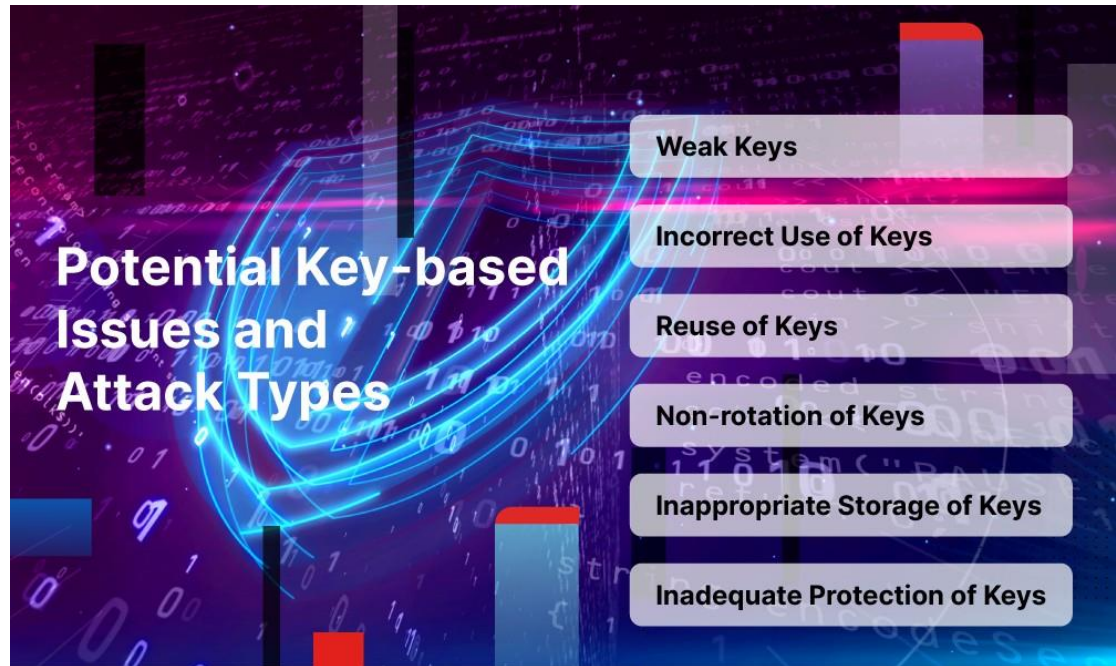 Potential Key-based
Issues and
Attack Types
Weak Keys
Incorrect Use of Keys
Reuse of Keys
Non-rotation of Keys
Inappropriate Storage of Keys
Inadequate Protection of Keys